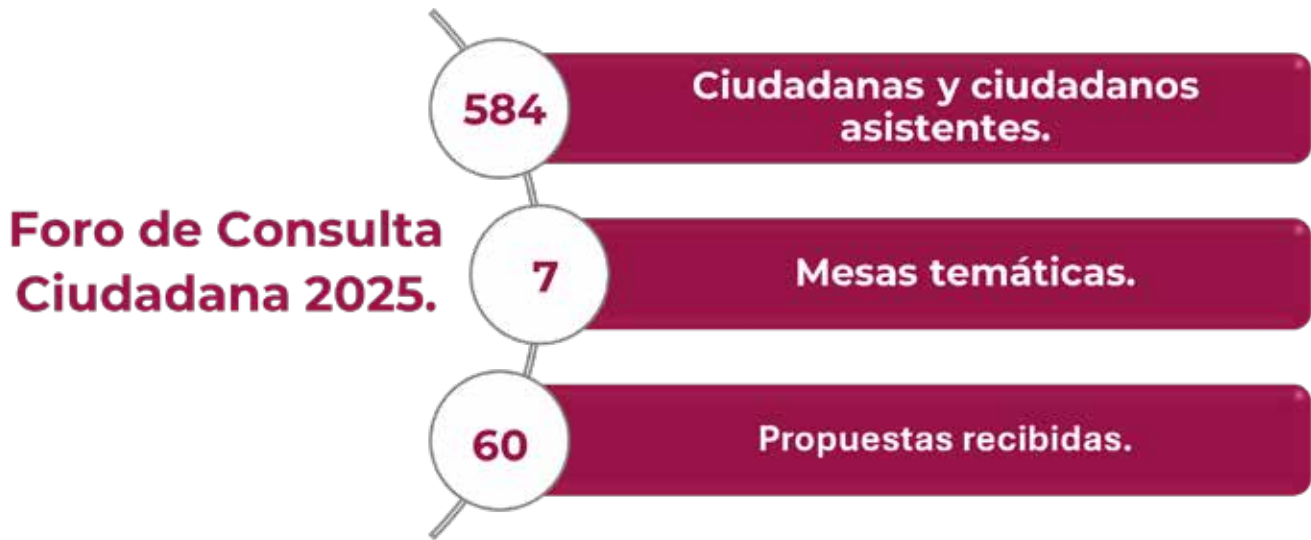 Foro de Consulta
Ciudadana 2025.
584
Ciudadanas y ciudadanos
asistentes.
7
Mesas temáticas.
60
Propuestas recibidas.